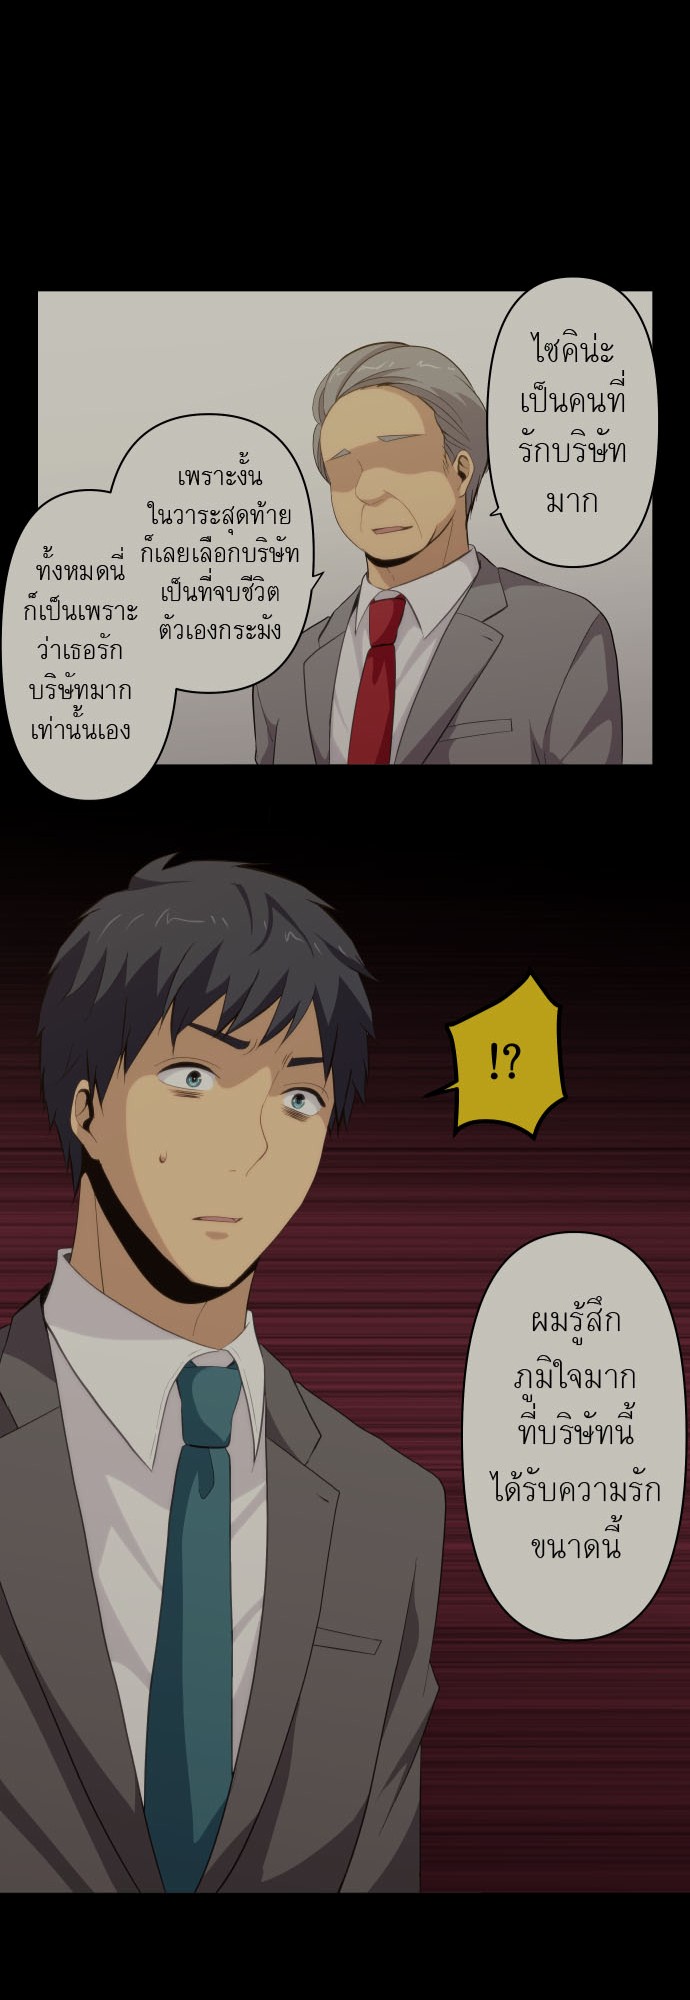 ไซคิน่ะ
เป็นคนที่
รักบริษัท
มาก
เพราะงั้น
ในวาระสุดท้าย
ก็เลยเลือกบริษัท
เป็นที่จบชีวิต
ตัวเองกระมัง
ทั้งหมดนี่
ก็เป็นเพราะ
ว่าเธอรัก
บริษัทมาก
เท่านั้นเอง
!?
ผมรู้สึก
ภูมิใจมาก
ที่บริษัทนี้
ได้รับความรัก
ขนาดนี้